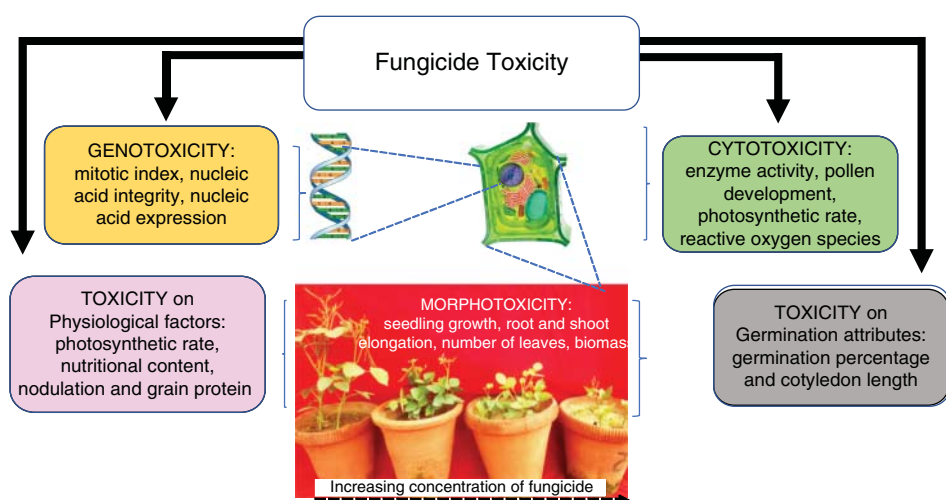 Fungicide Toxicity
GENOTOXICITY:
mitotic index, nucleic
acid integrity, nucleic
acid expression
CYTOTOXICITY:
enzyme activity, pollen
development,
photosynthetic rate,
reactive oxygen species
TOXICITY on
Physiological factors:
photosynthetic rate,
nutritional content,
nodulation and grain protein
MORPHOTOXICITY:
seedling growth, root and shoot
elongation, number of leaves, biomass
TOXICITY on
Germination attributes:
germination percentage
and cotyledon length
Increasing concentration of fungicide